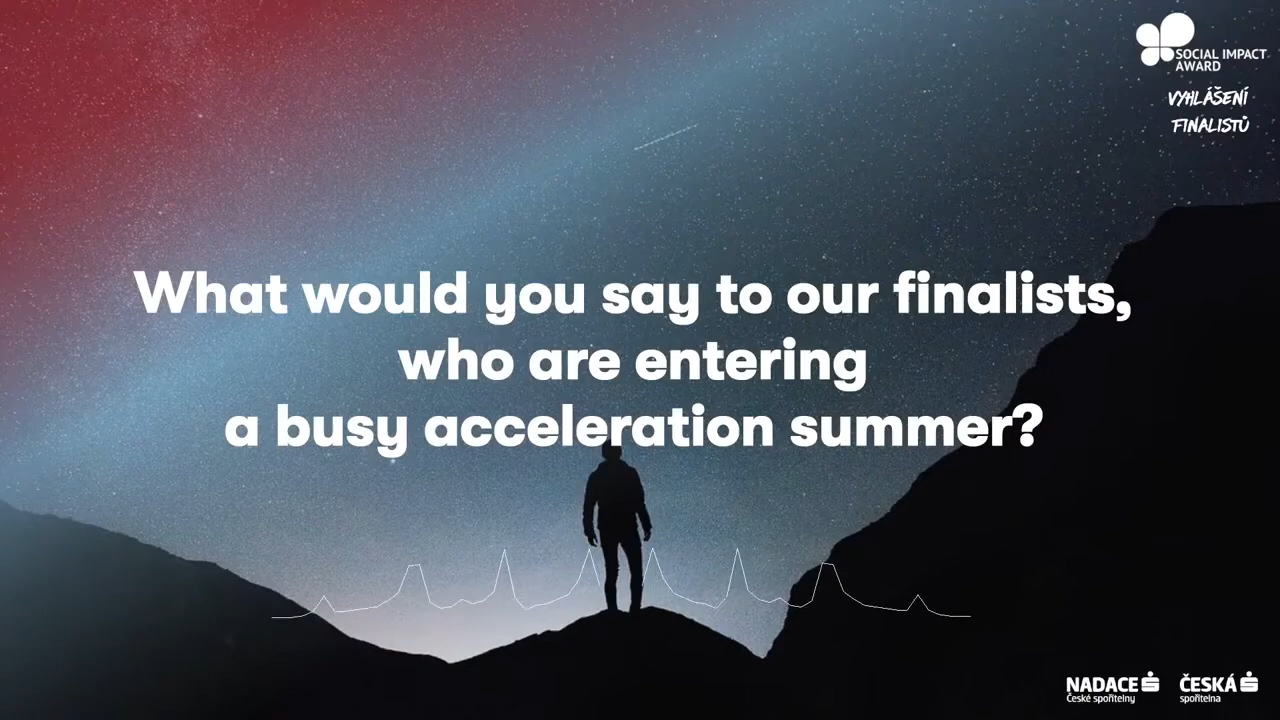 SOCIAL IMPACT
AWARD
VYHLÁŠENÍ
FINALISTŮ
What would you say to our finalists,
who are entering
a busy acceleration summer?
NADACE
České spořitelny
ČESKÁ
spořitelna